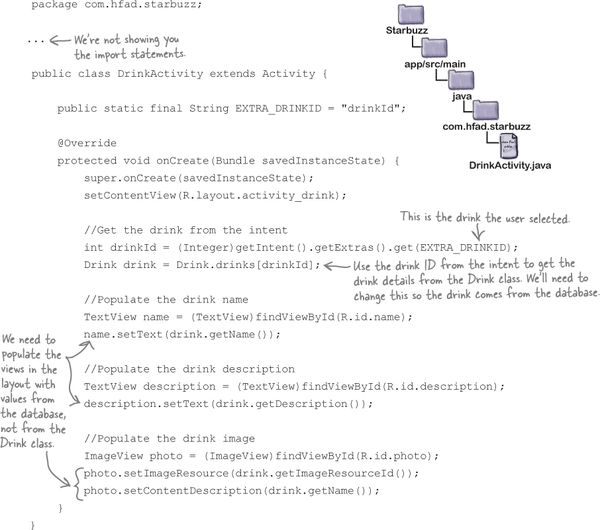 package com.hfad.starbuzz;
...
We're not showing you
the import statements.
public class DrinkActivity extends Activity {
public static final String EXTRA_DRINKID = "drinkId";
@Override
protected void onCreate(Bundle savedInstanceState) {
super.onCreate(savedInstanceState);
setContentView(R.layout.activity_drink);
//Get the drink from the intent
int drinkId = (Integer)getIntent().getExtras().get(EXTRA_DRINKID);
Drink drink = Drink.drinks[drinkId];
//Populate the drink name
TextView name = (TextView)findViewById(R.id.name);
name.setText(drink.getName());
//Populate the drink description
TextView description = (TextView)findViewById(R.id.description);
description.setText(drink.getDescription());
//Populate the drink image
ImageView photo = (ImageView)findViewById(R.id.photo);
photo.setImageResource(drink.getImageResourceId());
photo.setContentDescription(drink.getName());
}
}
Starbuzz
app/src/main
java
com.hfad.starbuzz
DrinkActivity.java
This is the drink the user selected.
Use the drink ID from the intent to get the
drink details from the Drink class. We'll need to
change this so the drink comes from the database.
We need to
populate the
views in the
layout with
values from
the database,
not from the
Drink class.